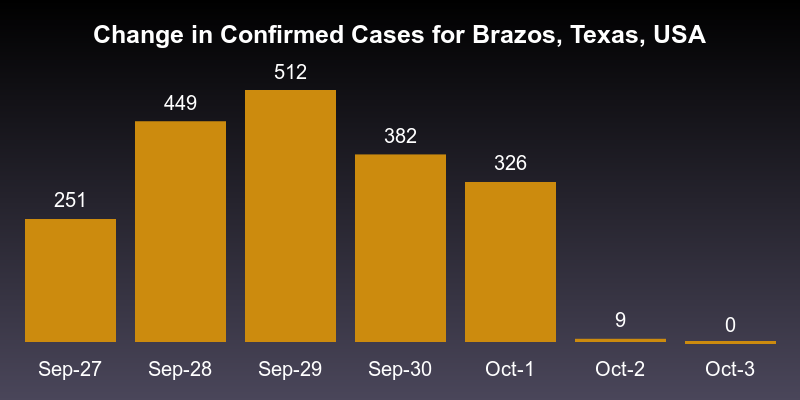 Change in Confirmed Cases for Brazos, Texas, USA
251 449 512 382 326 9 0
Sep-27 Sep-28 Sep-29 Sep-30 Oct-1 Oct-2 Oct-3